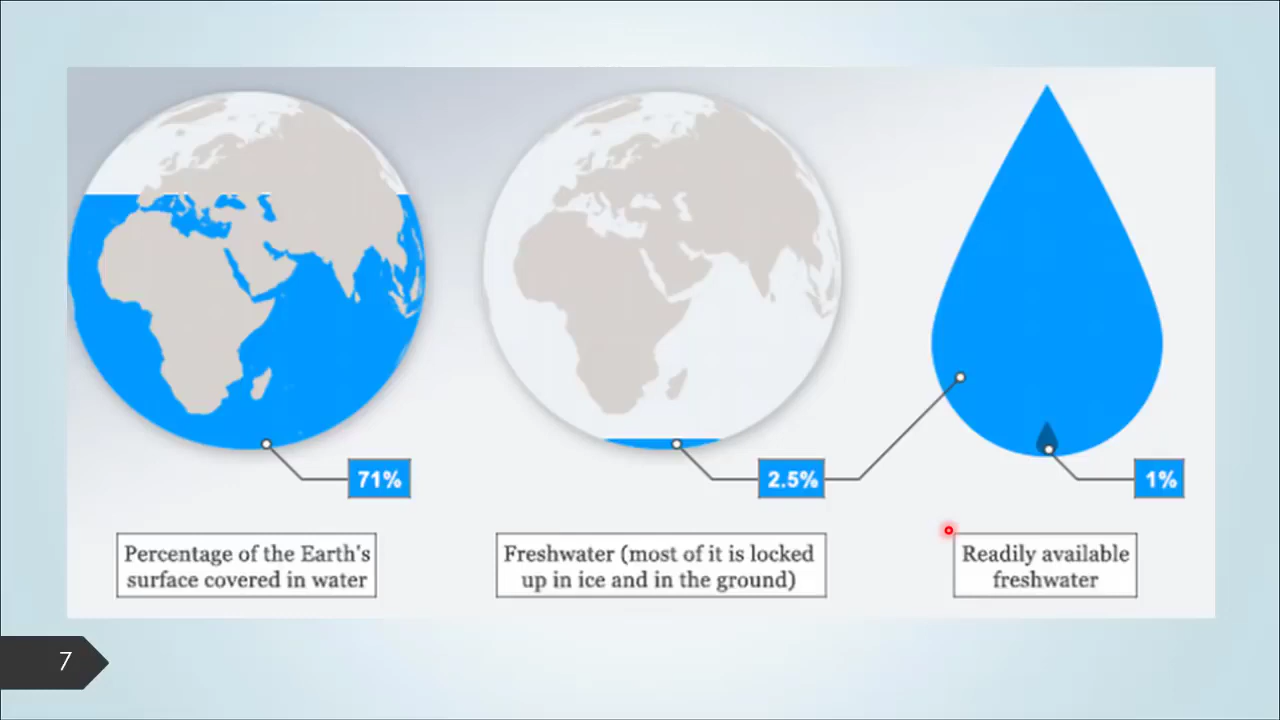 71%
2.5%
1%
Percentage of the Earth's
surface covered in water
Freshwater (most of it is locked
up in ice and in the ground)
Readily available
freshwater
7